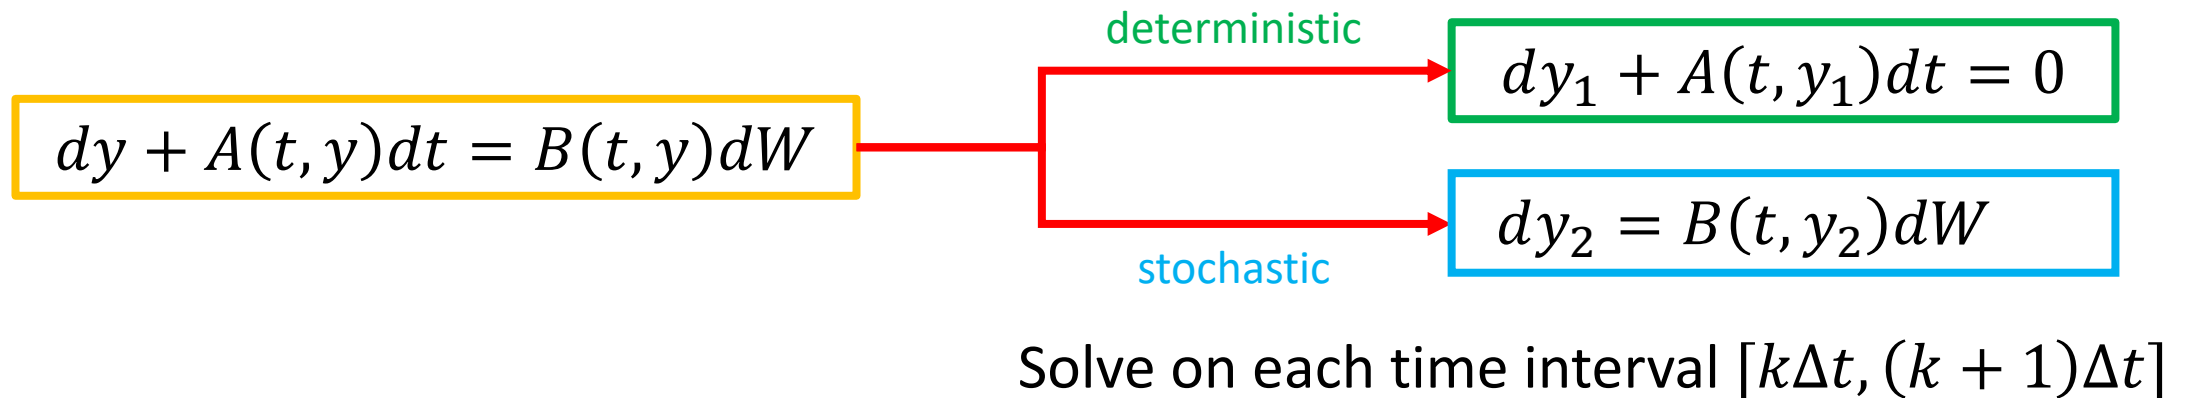 deterministic
dy₁ + A(t, y₁)dt = 0
dy + A(t, y)dt = B(t, y)dW
dy₂ = B(t, y₂)dW
stochastic
Solve on each time interval ⌈kΔt, (k + 1)Δt⌉